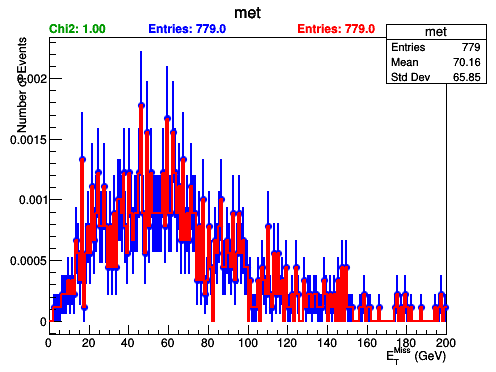 met
Chi2: 1.00 Entries: 779.0 Entries: 779.0
met
Entries 779
Mean 70.16
Std Dev 65.85
Number of Events
0.002
0.0015
0.001
0.0005
0
0 20 40 60 80 100 120 140 160 180 200
E_T^Miss (GeV)